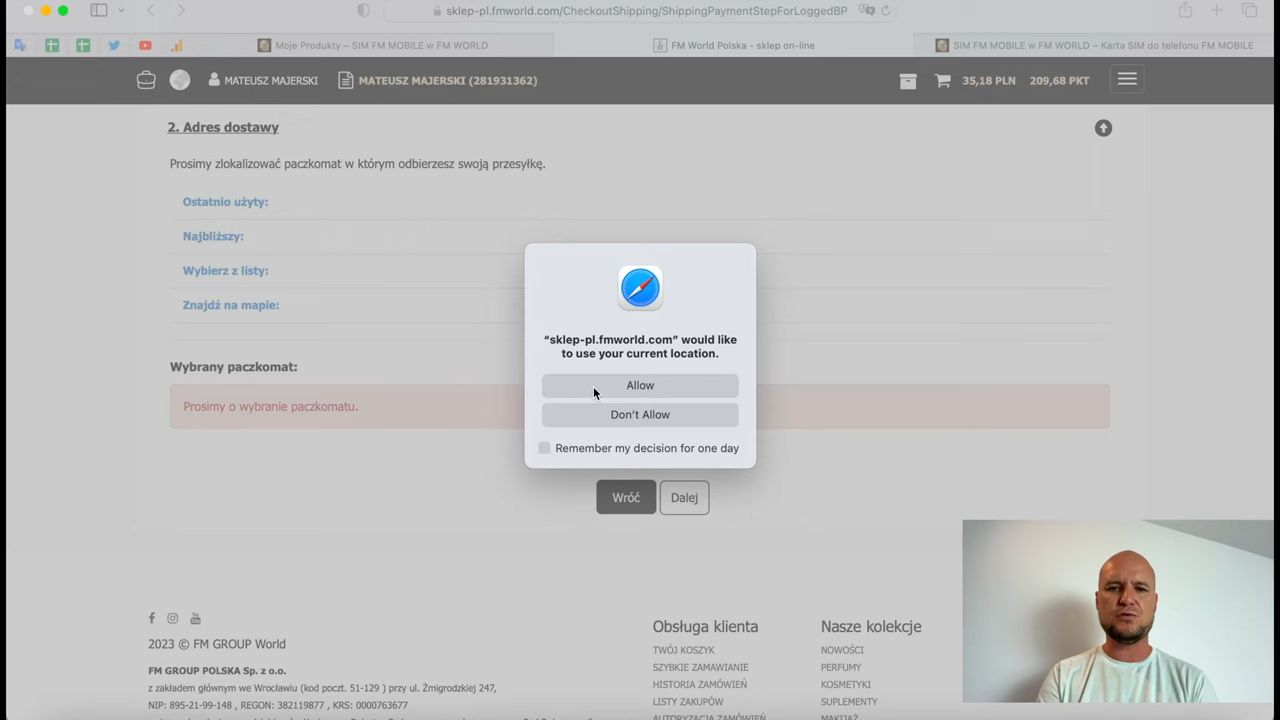 sklep-pl.fmworld.com/CheckoutShipping/ShippingPaymentStepForLoggedBP
Moje Produkty – SIM FM MOBILE w FM WORLD
FM World Polska - sklep on-line
SIM FM MOBILE w FM WORLD – Karta SIM do telefonu FM MOBILE
MATEUSZ MAJERSKI
MATEUSZ MAJERSKI (281931362)
35,18 PLN
209,68 PKT
2. Adres dostawy
Prosimy zlokalizować paczkomat w którym odbierzesz swoją przesyłkę.
Ostatnio użyty:
Najbliższy:
Wybierz z listy:
Znajdź na mapie:
"sklep-pl.fmworld.com" would like
to use your current location.
Allow
Don't Allow
Remember my decision for one day
Wybrany paczkomat:
Prosimy o wybranie paczkomatu.
Wróć
Dalej
2023 © FM GROUP World
FM GROUP POLSKA Sp. z o.o.
z zakładem głównym we Wrocławiu (kod poczt. 51-129 ) przy ul. Żmigrodzkiej 247,
NIP: 895-21-99-148 , REGON: 382119877 , KRS: 0000763677
Obsługa klienta
TWÓJ KOSZYK
SZYBKIE ZAMAWIANIE
HISTORIA ZAMÓWIEŃ
LISTY ZAKUPÓW
AUTORYZACJA ZAMÓWIEŃ
Nasze kolekcje
NOWOŚCI
PERFUMY
KOSMETYKI
SUPLEMENTY
MAKIJAŻ